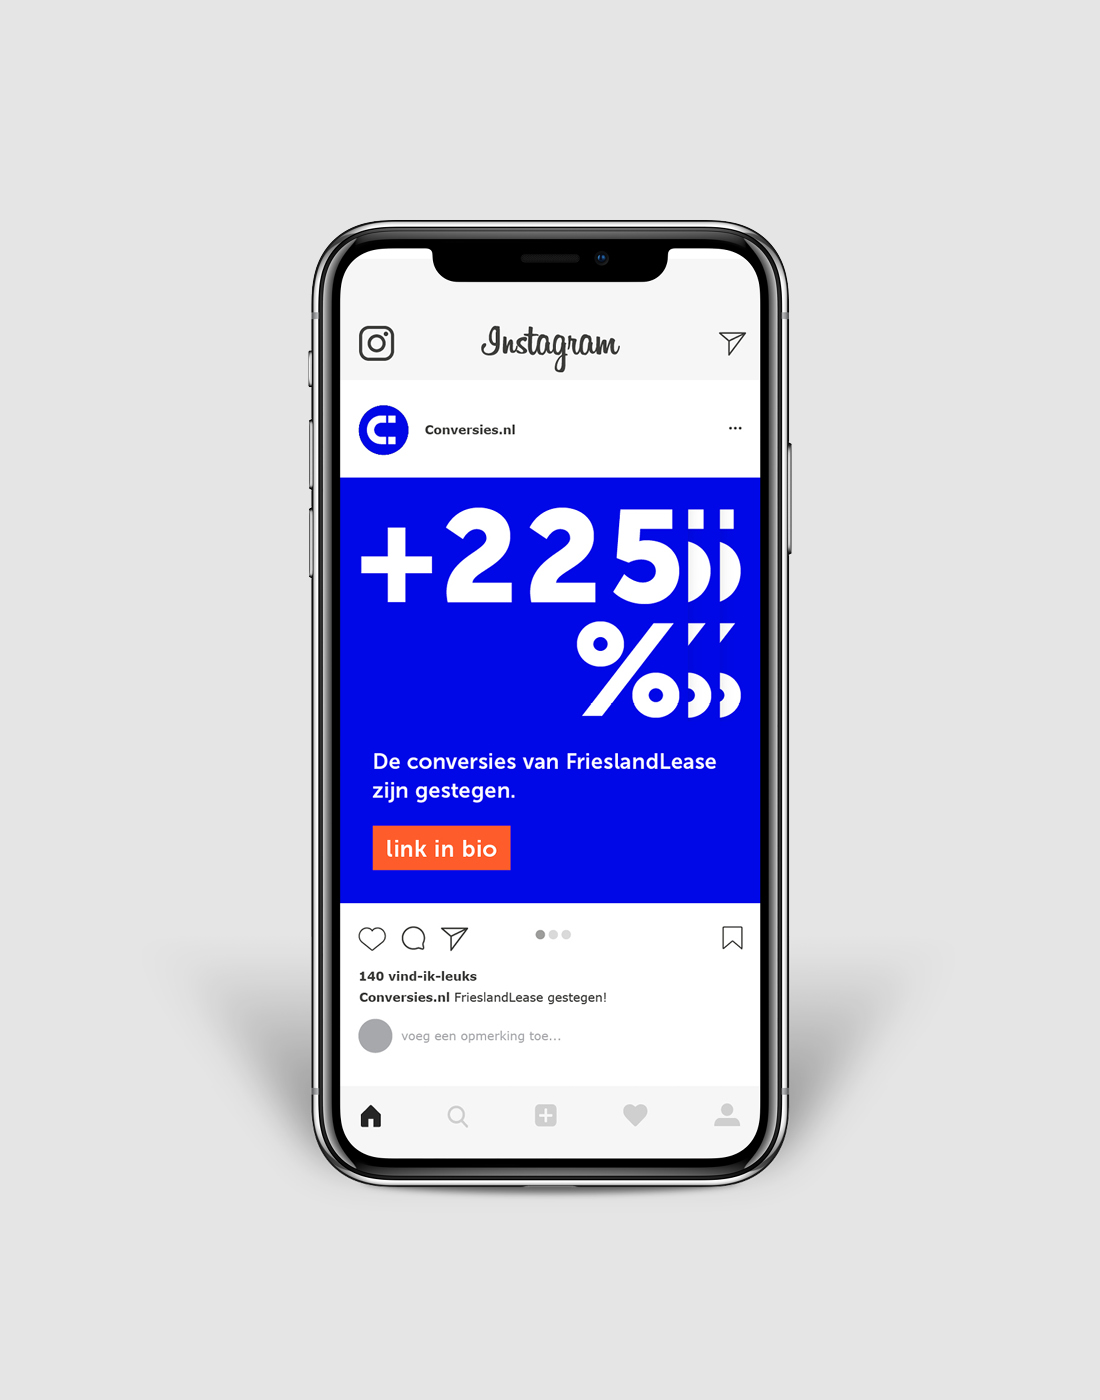 Instagram
Conversies.nl
+225
%
De conversies van FrieslandLease
zijn gestegen.
link in bio
140 vind-ik-leuks
Conversies.nl FrieslandLease gestegen!
voeg een opmerking toe...